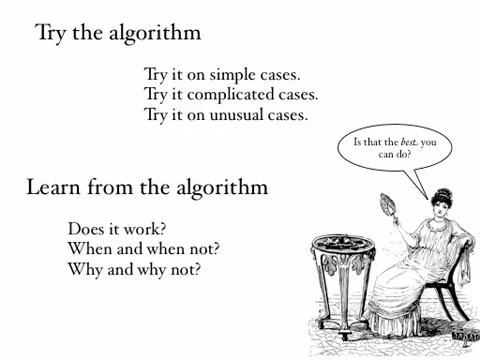 Try the algorithm
Try it on simple cases.
Try it complicated cases.
Try it on unusual cases.
Is that the best you
can do?
Learn from the algorithm
Does it work?
When and when not?
Why and why not?